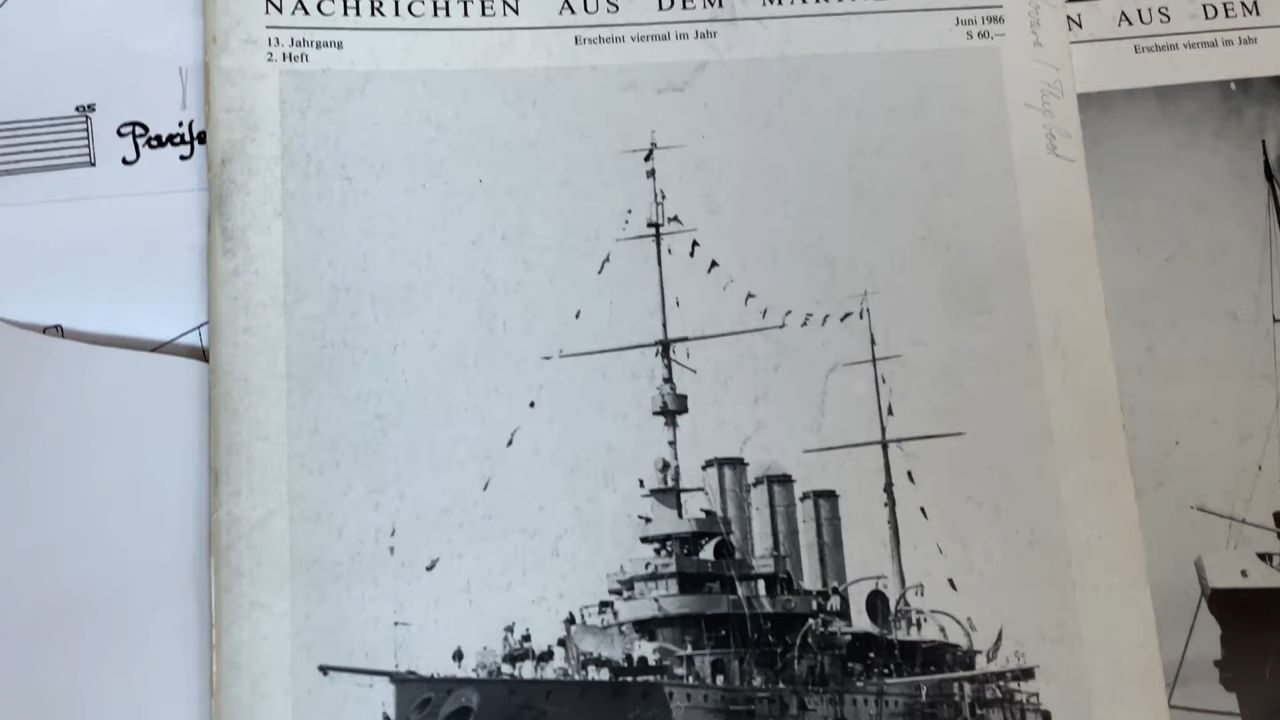 NACHRICHTEN AUS DEM
13. Jahrgang
2. Heft
Erscheint viermal im Jahr
Juni 1986
S 60,—
N AUS DEM
Erscheint viermal im Jahr
as